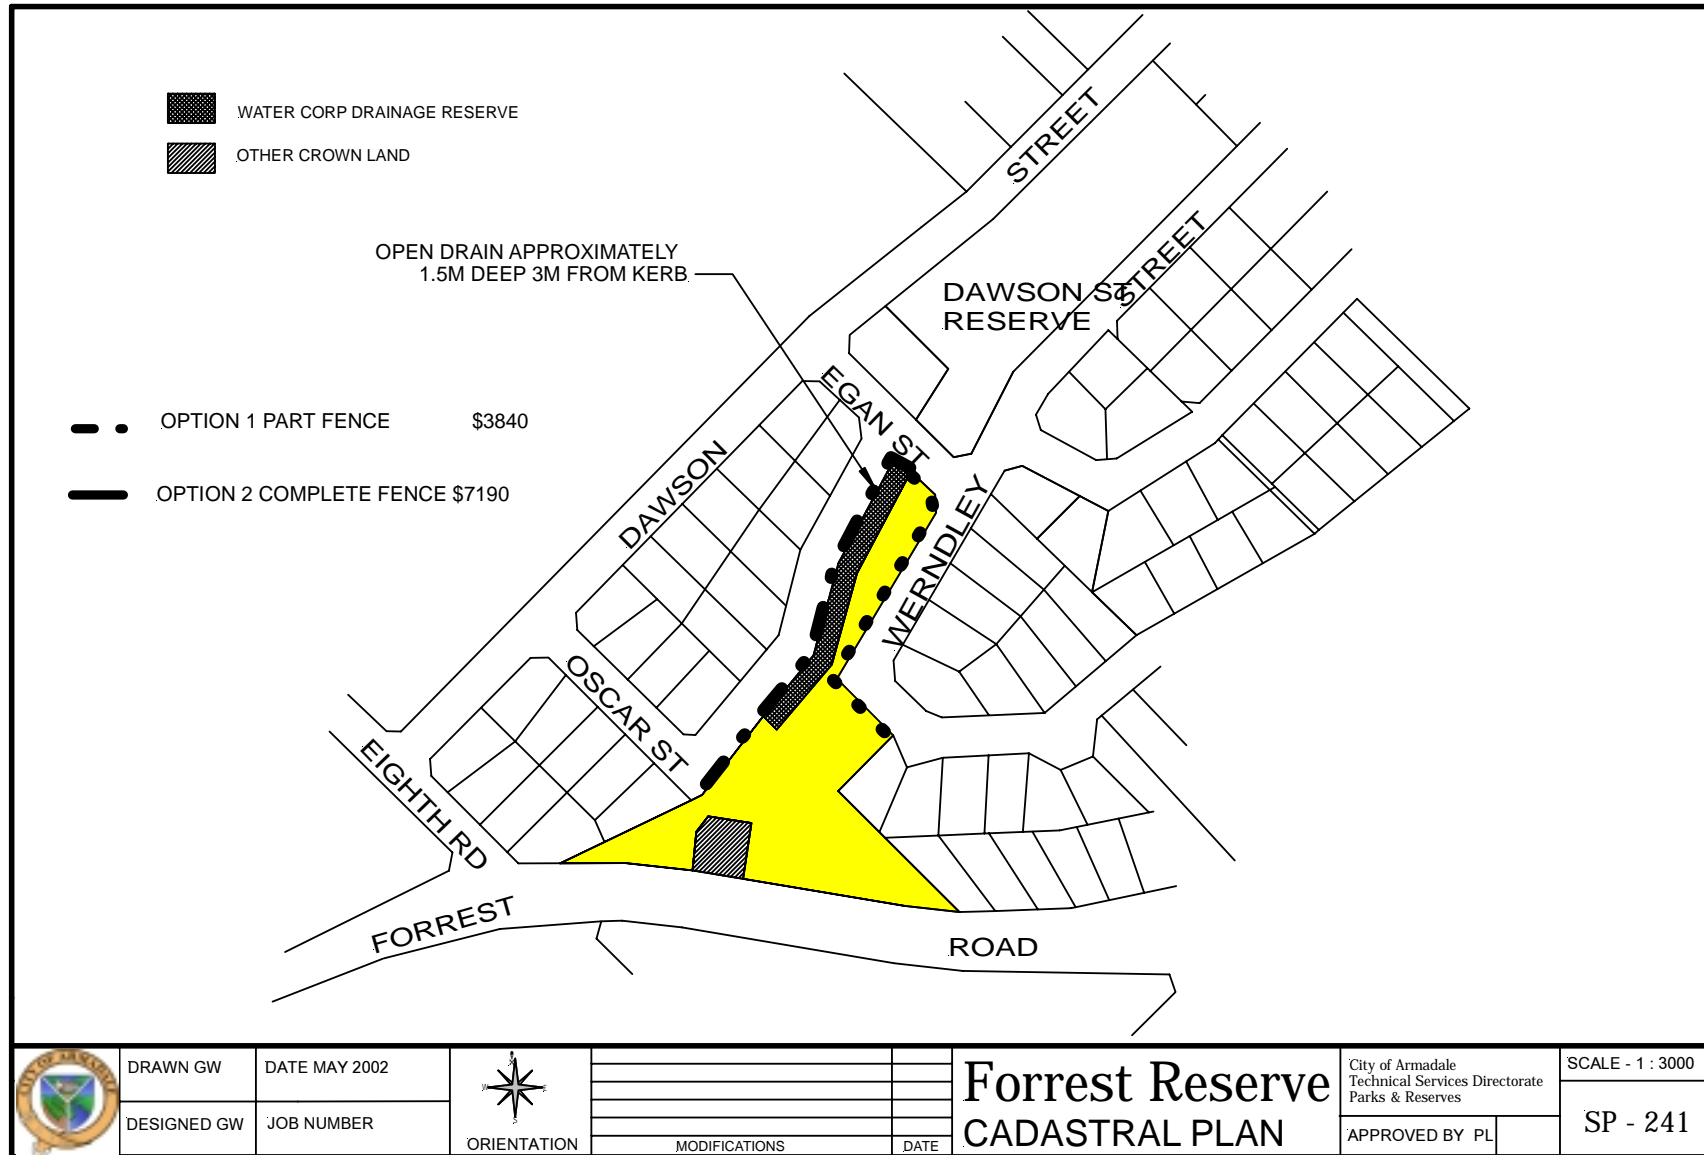 WATER CORP DRAINAGE RESERVE
OTHER CROWN LAND
OPEN DRAIN APPROXIMATELY
1.5M DEEP 3M FROM KERB
OPTION 1 PART FENCE $3840
OPTION 2 COMPLETE FENCE $7190
STREET
STREET
DAWSON ST
RESERVE
EGAN ST
DAWSON
WERNDLEY
OSCAR ST
EIGHTH RD
FORREST
ROAD
CITY OF ARMADALE
DRAWN GW
DATE MAY 2002
DESIGNED GW
JOB NUMBER
N
W
E
S
ORIENTATION
MODIFICATIONS
DATE
Forrest Reserve
CADASTRAL PLAN
City of Armadale
Technical Services Directorate
Parks & Reserves
APPROVED BY PL
SCALE - 1 : 3000
SP - 241